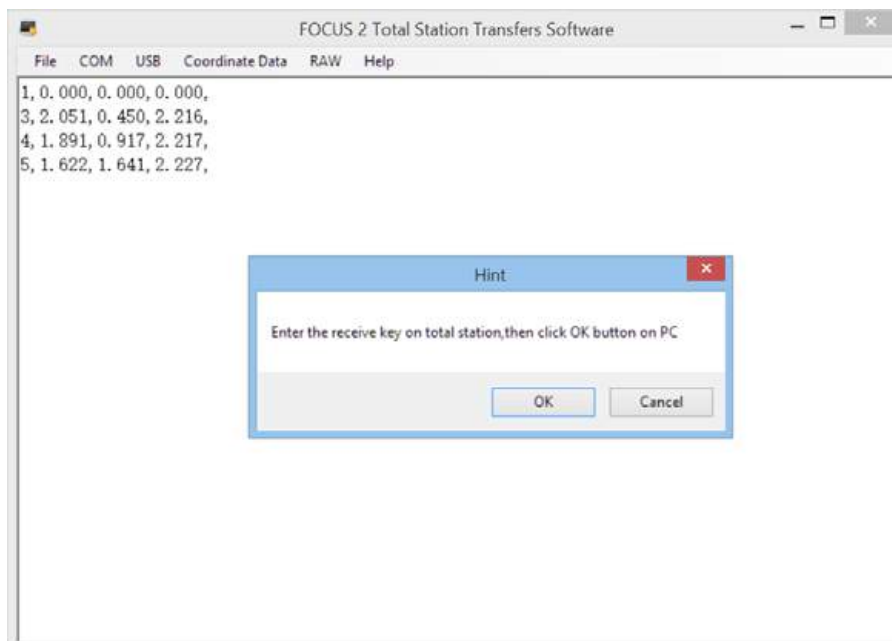 FOCUS 2 Total Station Transfers Software
File COM USB Coordinate Data RAW Help
1, 0. 000, 0. 000, 0. 000,
3, 2. 051, 0. 450, 2. 216,
4, 1. 891, 0. 917, 2. 217,
5, 1. 622, 1. 641, 2. 227,
Hint
Enter the receive key on total station,then click OK button on PC
OK Cancel